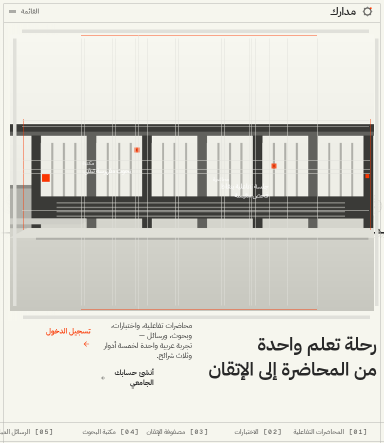 مدارك
القائمة
رحلة تعلم واحدة
من المحاضرة إلى الإتقان
محاضرات تفاعلية، واختبارات،
وبحوث، ورسائل —
تجربة عربية واحدة لخمسة أدوار
وثلاث شرائح.
تسجيل الدخول
←
أنشئ حسابك
الجامعي
←
[01] المحاضرات التفاعلية
[02] الاختبارات
[03] مصفوفة الإتقان
[04] مكتبة البحوث
[05] الرسائل